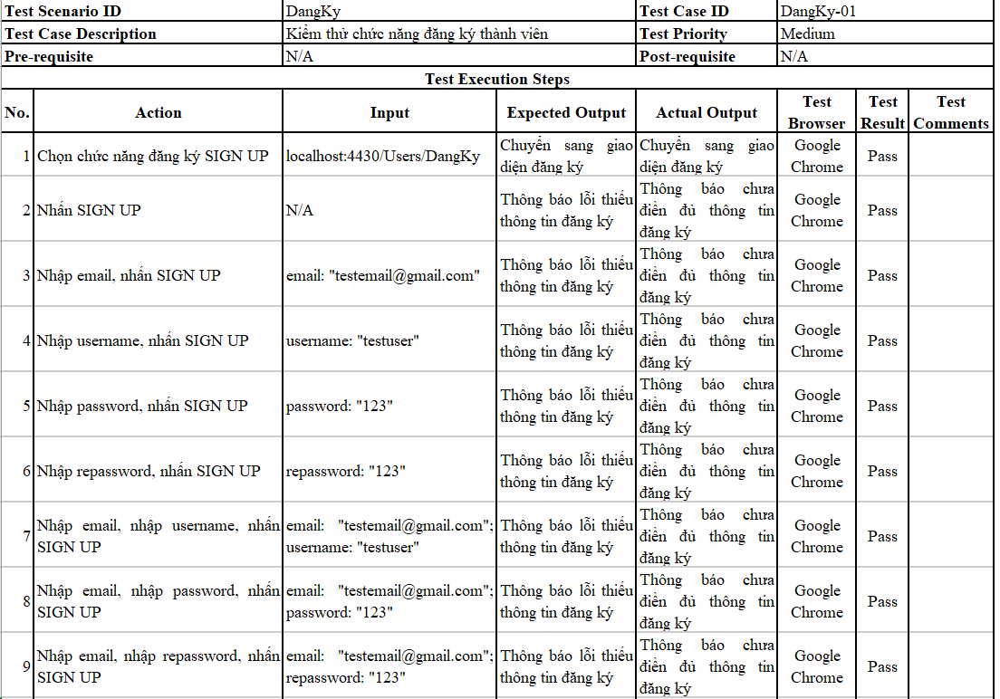 Test Scenario ID DangKy Test Case ID DangKy-01
Test Case Description Kiểm thử chức năng đăng ký thành viên Test Priority Medium
Pre-requisite N/A Post-requisite N/A
Test Execution Steps
No. Action Input Expected Output Actual Output Test Browser Test Result Test Comments
1 Chọn chức năng đăng ký SIGN UP localhost:4430/Users/DangKy Chuyển sang giao diện đăng ký Chuyển sang giao diện đăng ký Google Chrome Pass
2 Nhấn SIGN UP N/A Thông báo lỗi thiếu thông tin đăng ký Thông báo chưa điền đủ thông tin đăng ký Google Chrome Pass
3 Nhập email, nhấn SIGN UP email: "testemail@gmail.com" Thông báo lỗi thiếu thông tin đăng ký Thông báo chưa điền đủ thông tin đăng ký Google Chrome Pass
4 Nhập username, nhấn SIGN UP username: "testuser" Thông báo lỗi thiếu thông tin đăng ký Thông báo chưa điền đủ thông tin đăng ký Google Chrome Pass
5 Nhập password, nhấn SIGN UP password: "123" Thông báo lỗi thiếu thông tin đăng ký Thông báo chưa điền đủ thông tin đăng ký Google Chrome Pass
6 Nhập repassword, nhấn SIGN UP repassword: "123" Thông báo lỗi thiếu thông tin đăng ký Thông báo chưa điền đủ thông tin đăng ký Google Chrome Pass
7 Nhập email, nhập username, nhấn SIGN UP email: "testemail@gmail.com"; username: "testuser" Thông báo lỗi thiếu thông tin đăng ký Thông báo chưa điền đủ thông tin đăng ký Google Chrome Pass
8 Nhập email, nhập password, nhấn SIGN UP email: "testemail@gmail.com"; password: "123" Thông báo lỗi thiếu thông tin đăng ký Thông báo chưa điền đủ thông tin đăng ký Google Chrome Pass
9 Nhập email, nhập repassword, nhấn SIGN UP email: "testemail@gmail.com"; repassword: "123" Thông báo lỗi thiếu thông tin đăng ký Thông báo chưa điền đủ thông tin đăng ký Google Chrome Pass